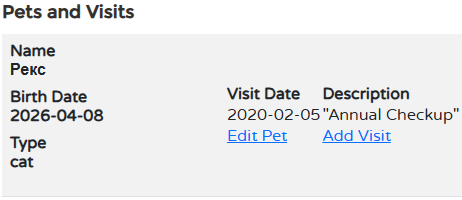 Pets and Visits
Name
Рекс
Birth Date
2026-04-08
Type
cat
Visit Date Description
2020-02-05 "Annual Checkup"
Edit Pet Add Visit